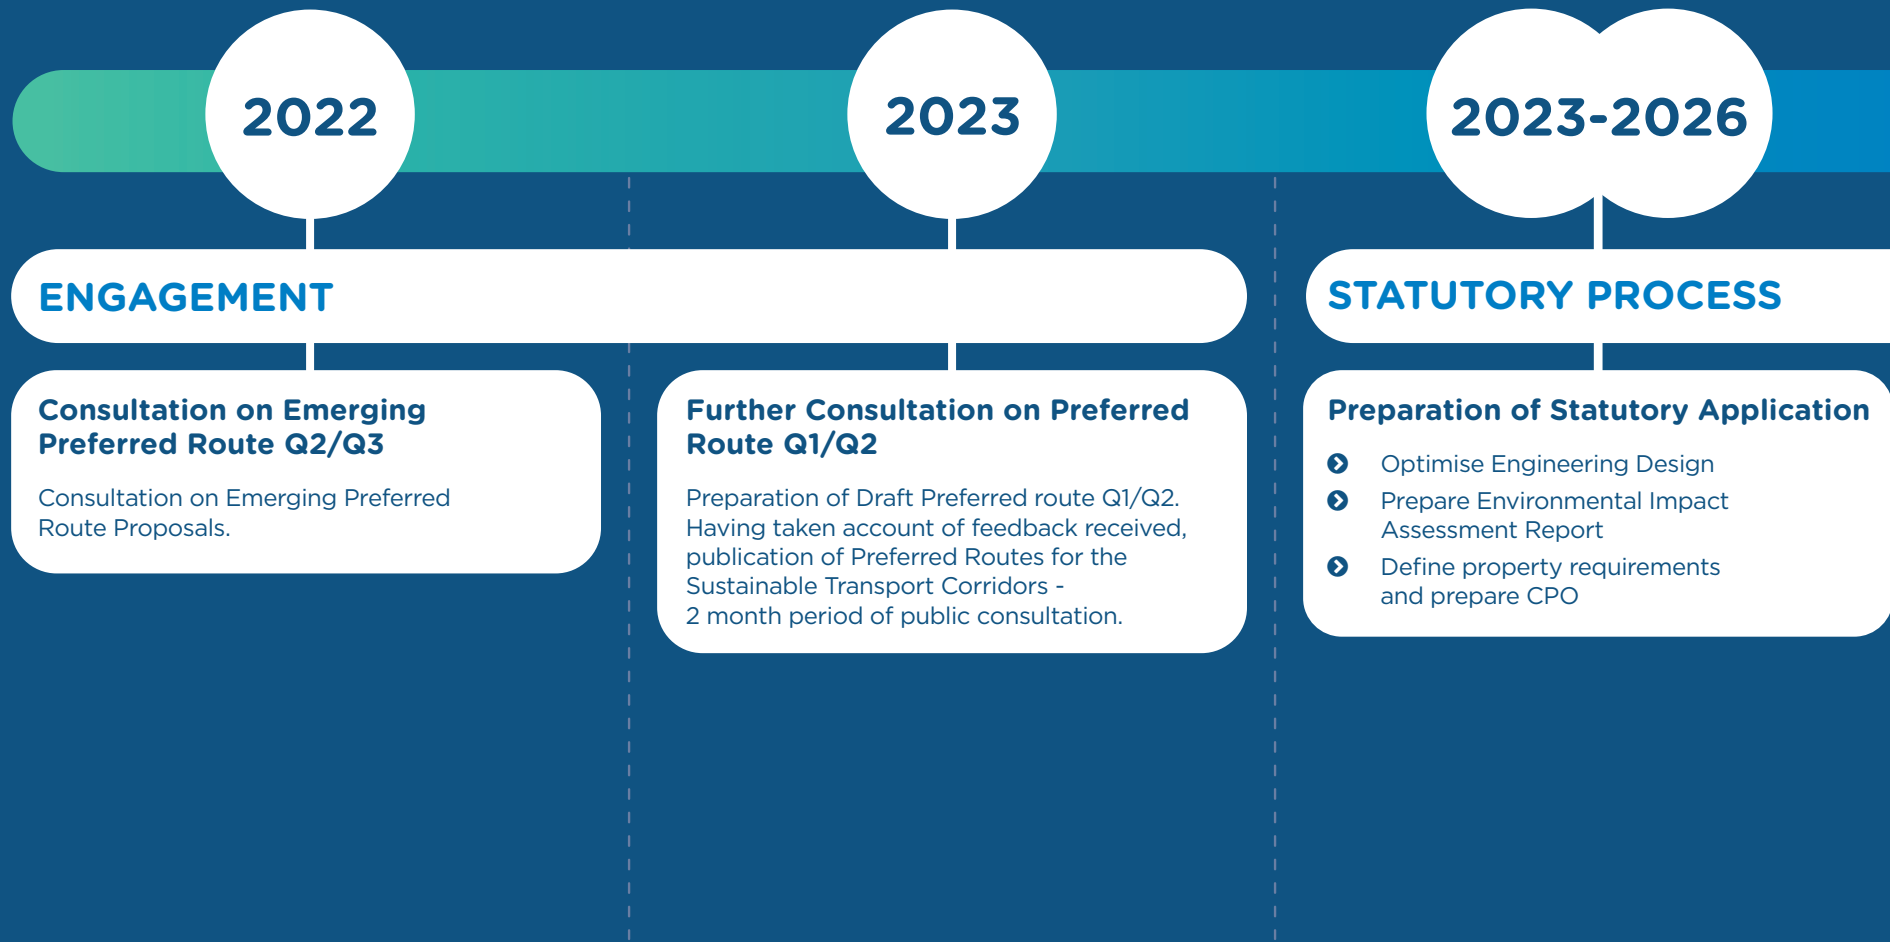 2022
2023
2023-2026
ENGAGEMENT
STATUTORY PROCESS
Consultation on Emerging
Preferred Route Q2/Q3
Consultation on Emerging Preferred
Route Proposals.
Further Consultation on Preferred
Route Q1/Q2
Preparation of Draft Preferred route Q1/Q2.
Having taken account of feedback received,
publication of Preferred Routes for the
Sustainable Transport Corridors -
2 month period of public consultation.
Preparation of Statutory Application
Optimise Engineering Design
Prepare Environmental Impact
Assessment Report
Define property requirements
and prepare CPO